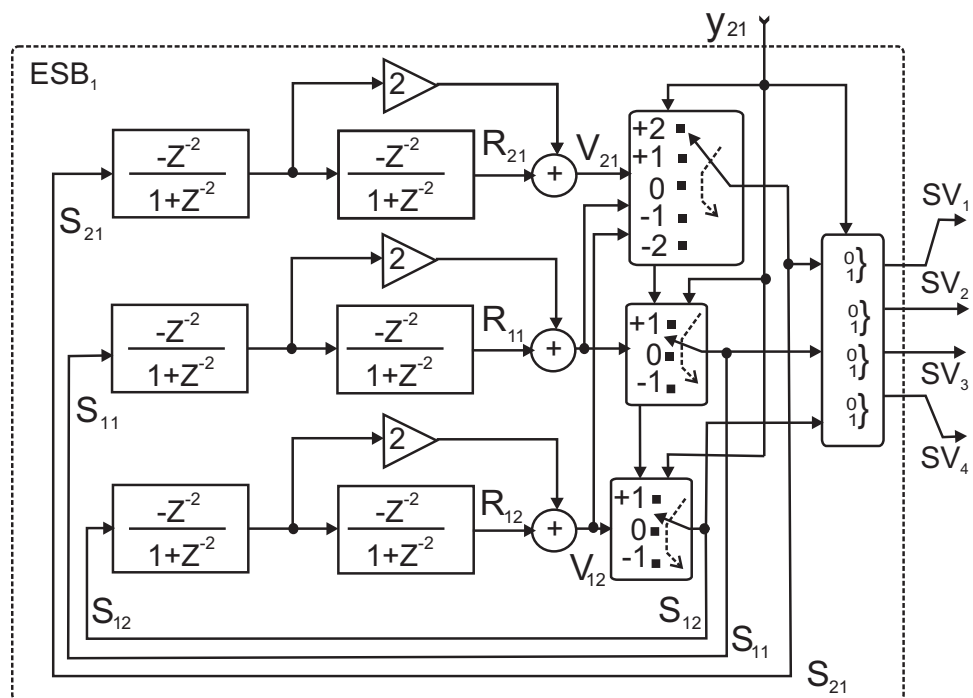 y21
ESB1
2
-Z^-2
1+Z^-2
-Z^-2
1+Z^-2
R21
+
V21
+2
+1
0
-1
-2
S21
SV1
0
1}
SV2
2
-Z^-2
1+Z^-2
-Z^-2
1+Z^-2
R11
+
+1
0
-1
0
1}
0
1}
SV3
S11
2
0
1}
SV4
-Z^-2
1+Z^-2
-Z^-2
1+Z^-2
R12
+
V12
+1
0
-1
S12
S12
S11
S21